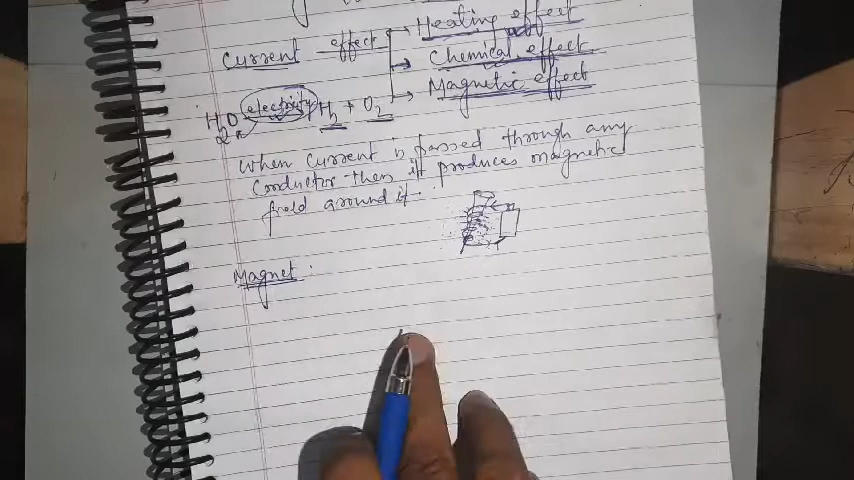 Heating effect
Current effect
Chemical effect
Magnetic effect
H2O electricity H2 + O2
When current is passed through any
conductor then it produces magnetic
field around it
Magnet :